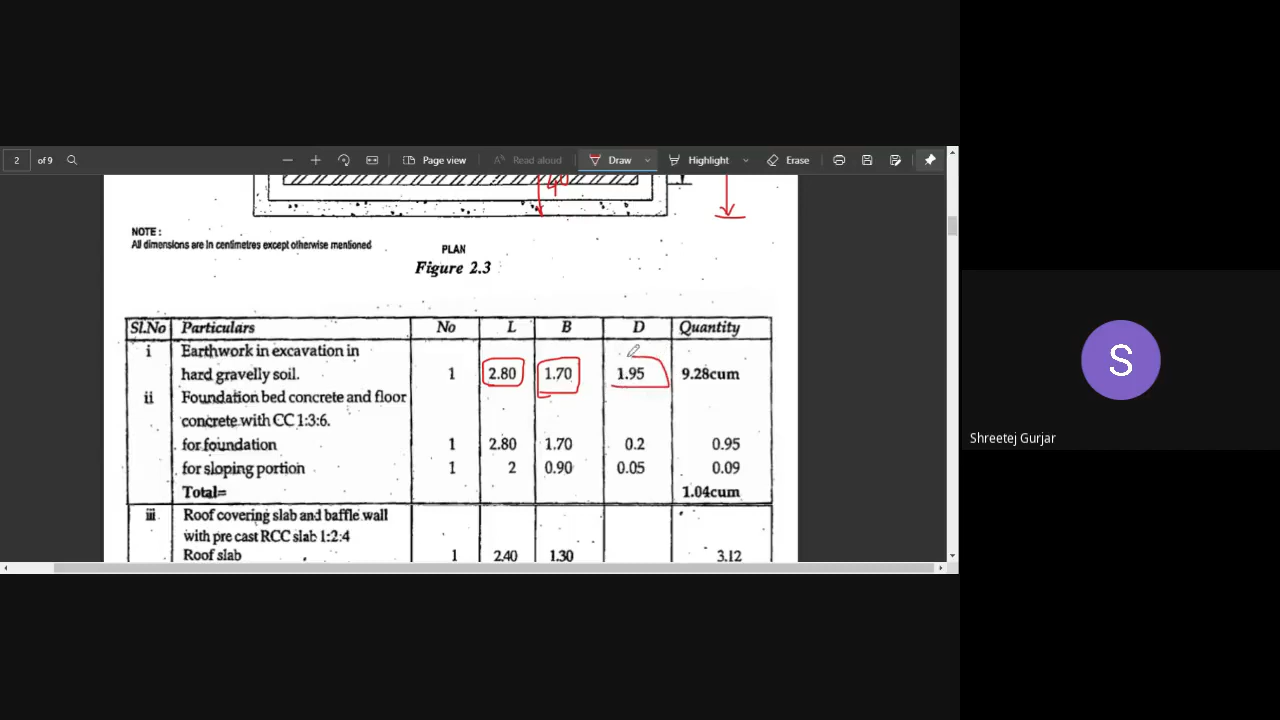 2 of 9 Page view Read aloud Draw Highlight Erase
40
NOTE :
All dimensions are in centimetres except otherwise mentioned
PLAN
Figure 2.3
Sl.No Particulars No L B D Quantity
i Earthwork in excavation in
hard gravelly soil. 1 2.80 1.70 1.95 9.28cum
ii Foundation bed concrete and floor
concrete with CC 1:3:6.
for foundation 1 2.80 1.70 0.2 0.95
for sloping portion 1 2 0.90 0.05 0.09
Total= 1.04cum
iii Roof covering slab and baffle wall
with pre cast RCC slab 1:2:4
Roof slab 1 2.40 1.30 3.12
S
Shreetej Gurjar